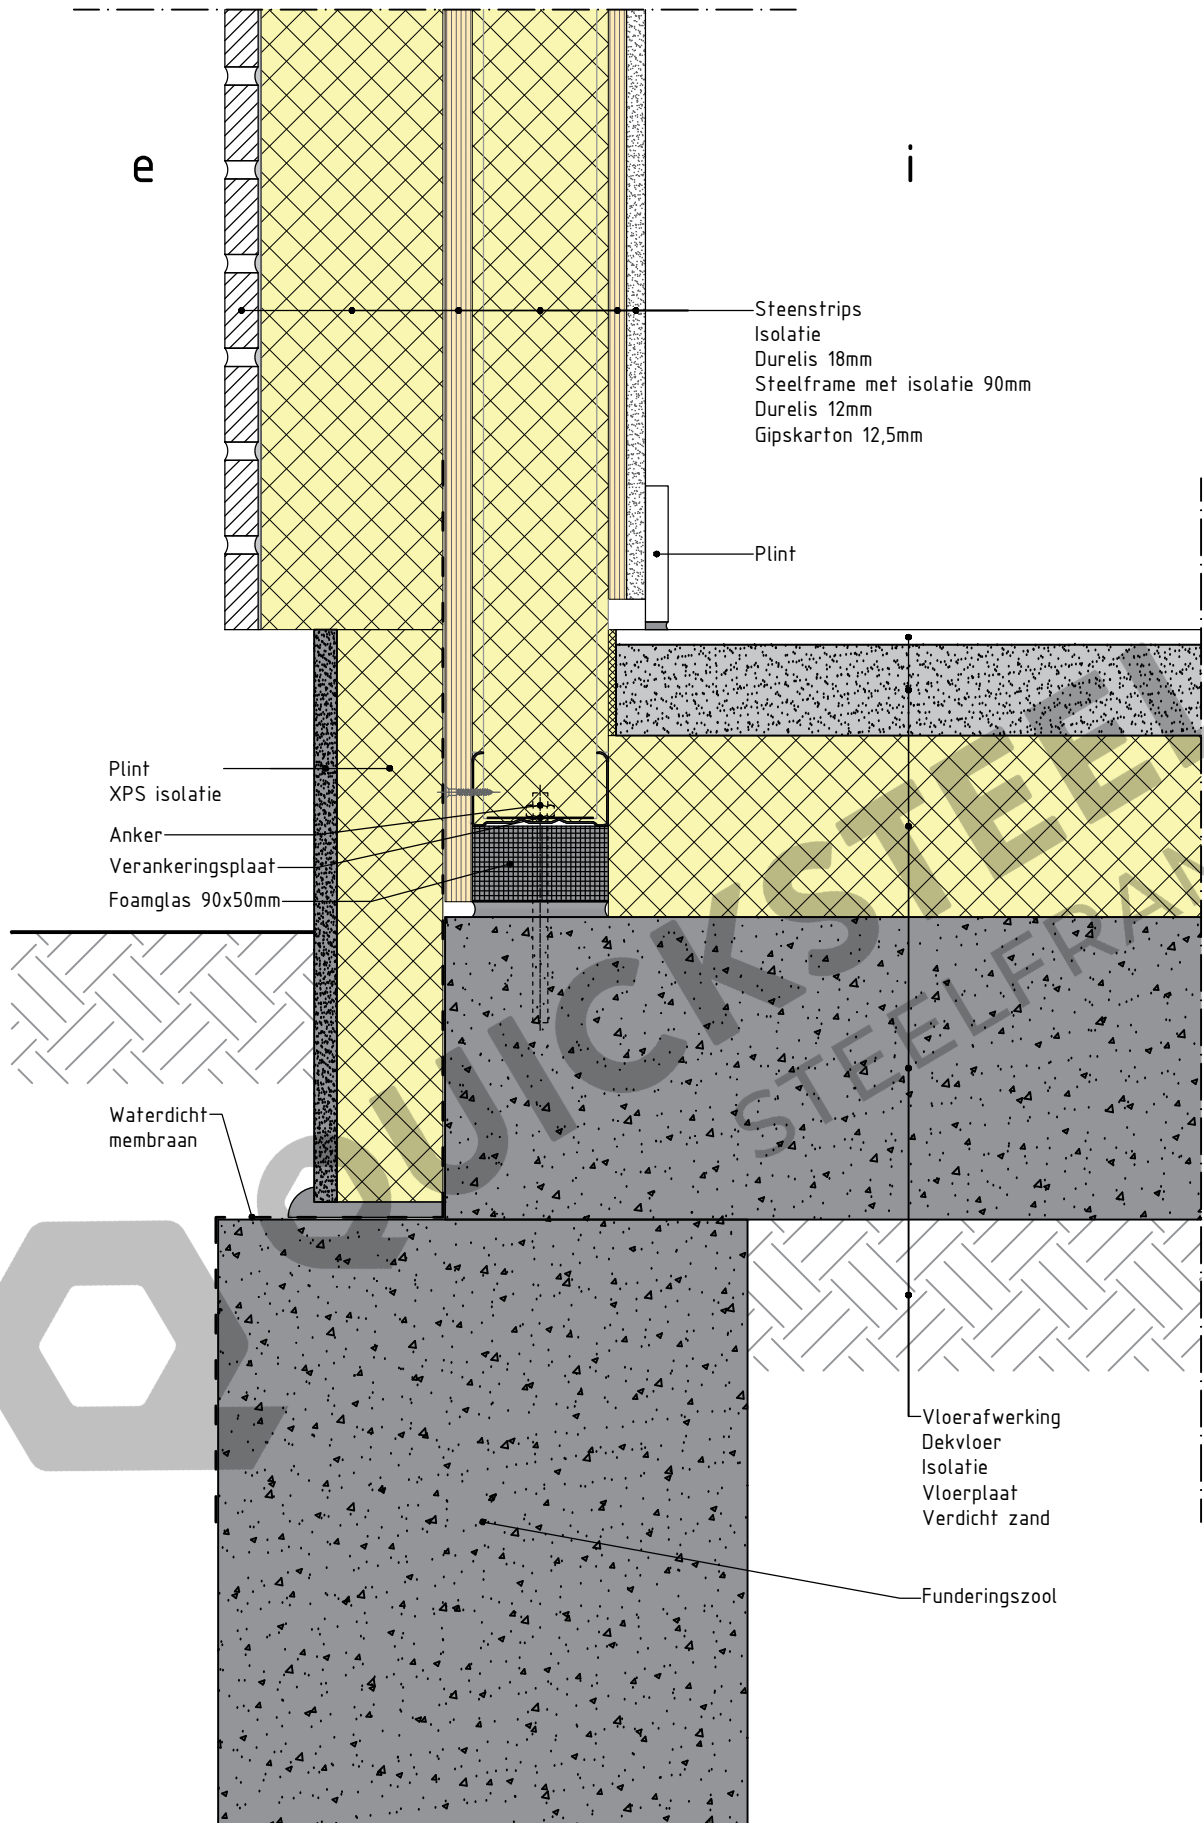 e
i
Steenstrips
Isolatie
Durelis 18mm
Steelframe met isolatie 90mm
Durelis 12mm
Gipskarton 12,5mm
Plint
Plint
XPS isolatie
Anker
Verankeringsplaat
Foamglas 90x50mm
Waterdicht
membraan
QUICKSTEEL
STEELFRAM
Vloerafwerking
Dekvloer
Isolatie
Vloerplaat
Verdicht zand
Funderingszool